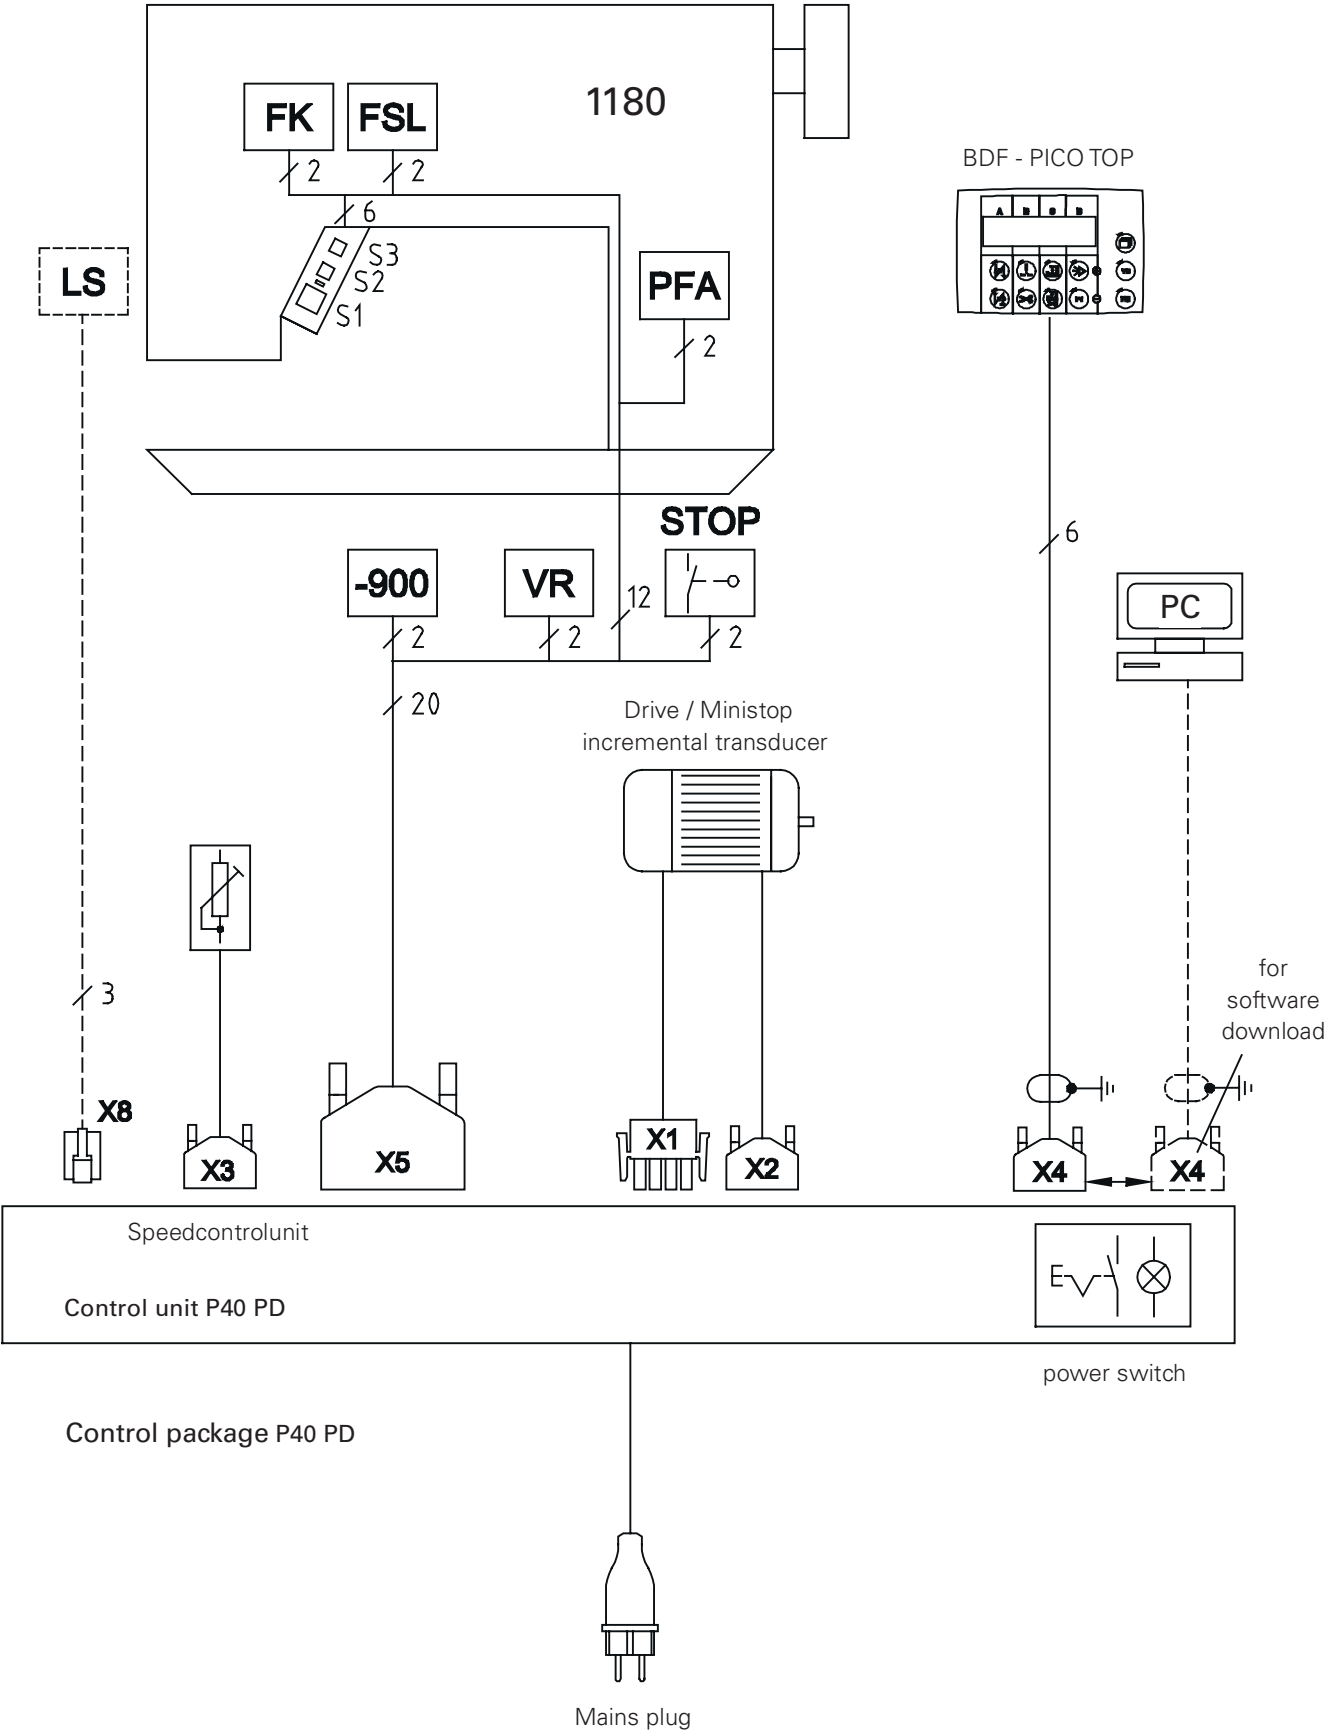 1180
FK
FSL
2
2
6
S3
S2
S1
LS
PFA
2
BDF - PICO TOP
A
6
STOP
-900
VR
12
2
2
2
20
PC
Drive / Ministop
incremental transducer
3
for
software
download
X8
X3
X5
X1
X2
X4
X4
Speedcontrolunit
Control unit P40 PD
power switch
Control package P40 PD
Mains plug